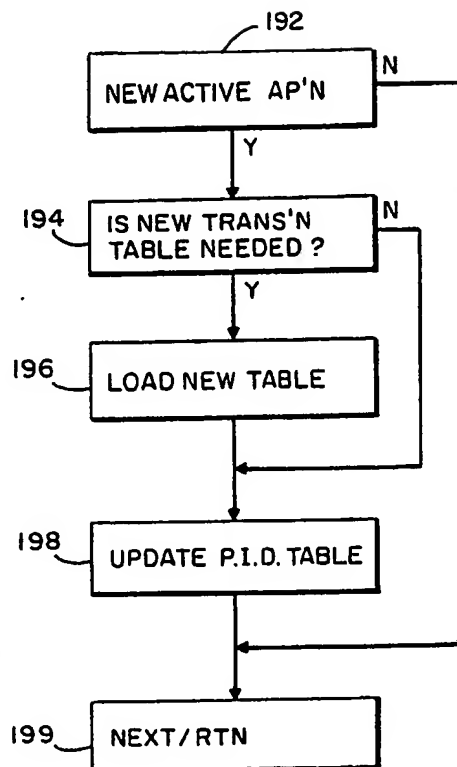 192
NEW ACTIVE AP'N
N
Y
194
IS NEW TRANS'N
TABLE NEEDED ?
N
Y
196
LOAD NEW TABLE
198
UPDATE P.I.D. TABLE
199
NEXT/RTN